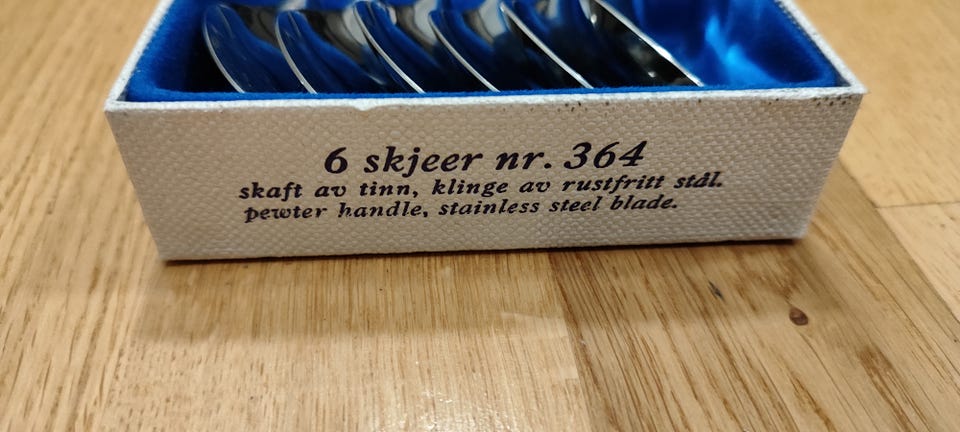 6 skjeer nr. 364
skaft av tinn, klinge av rustfritt stål.
pewter handle, stainless steel blade.